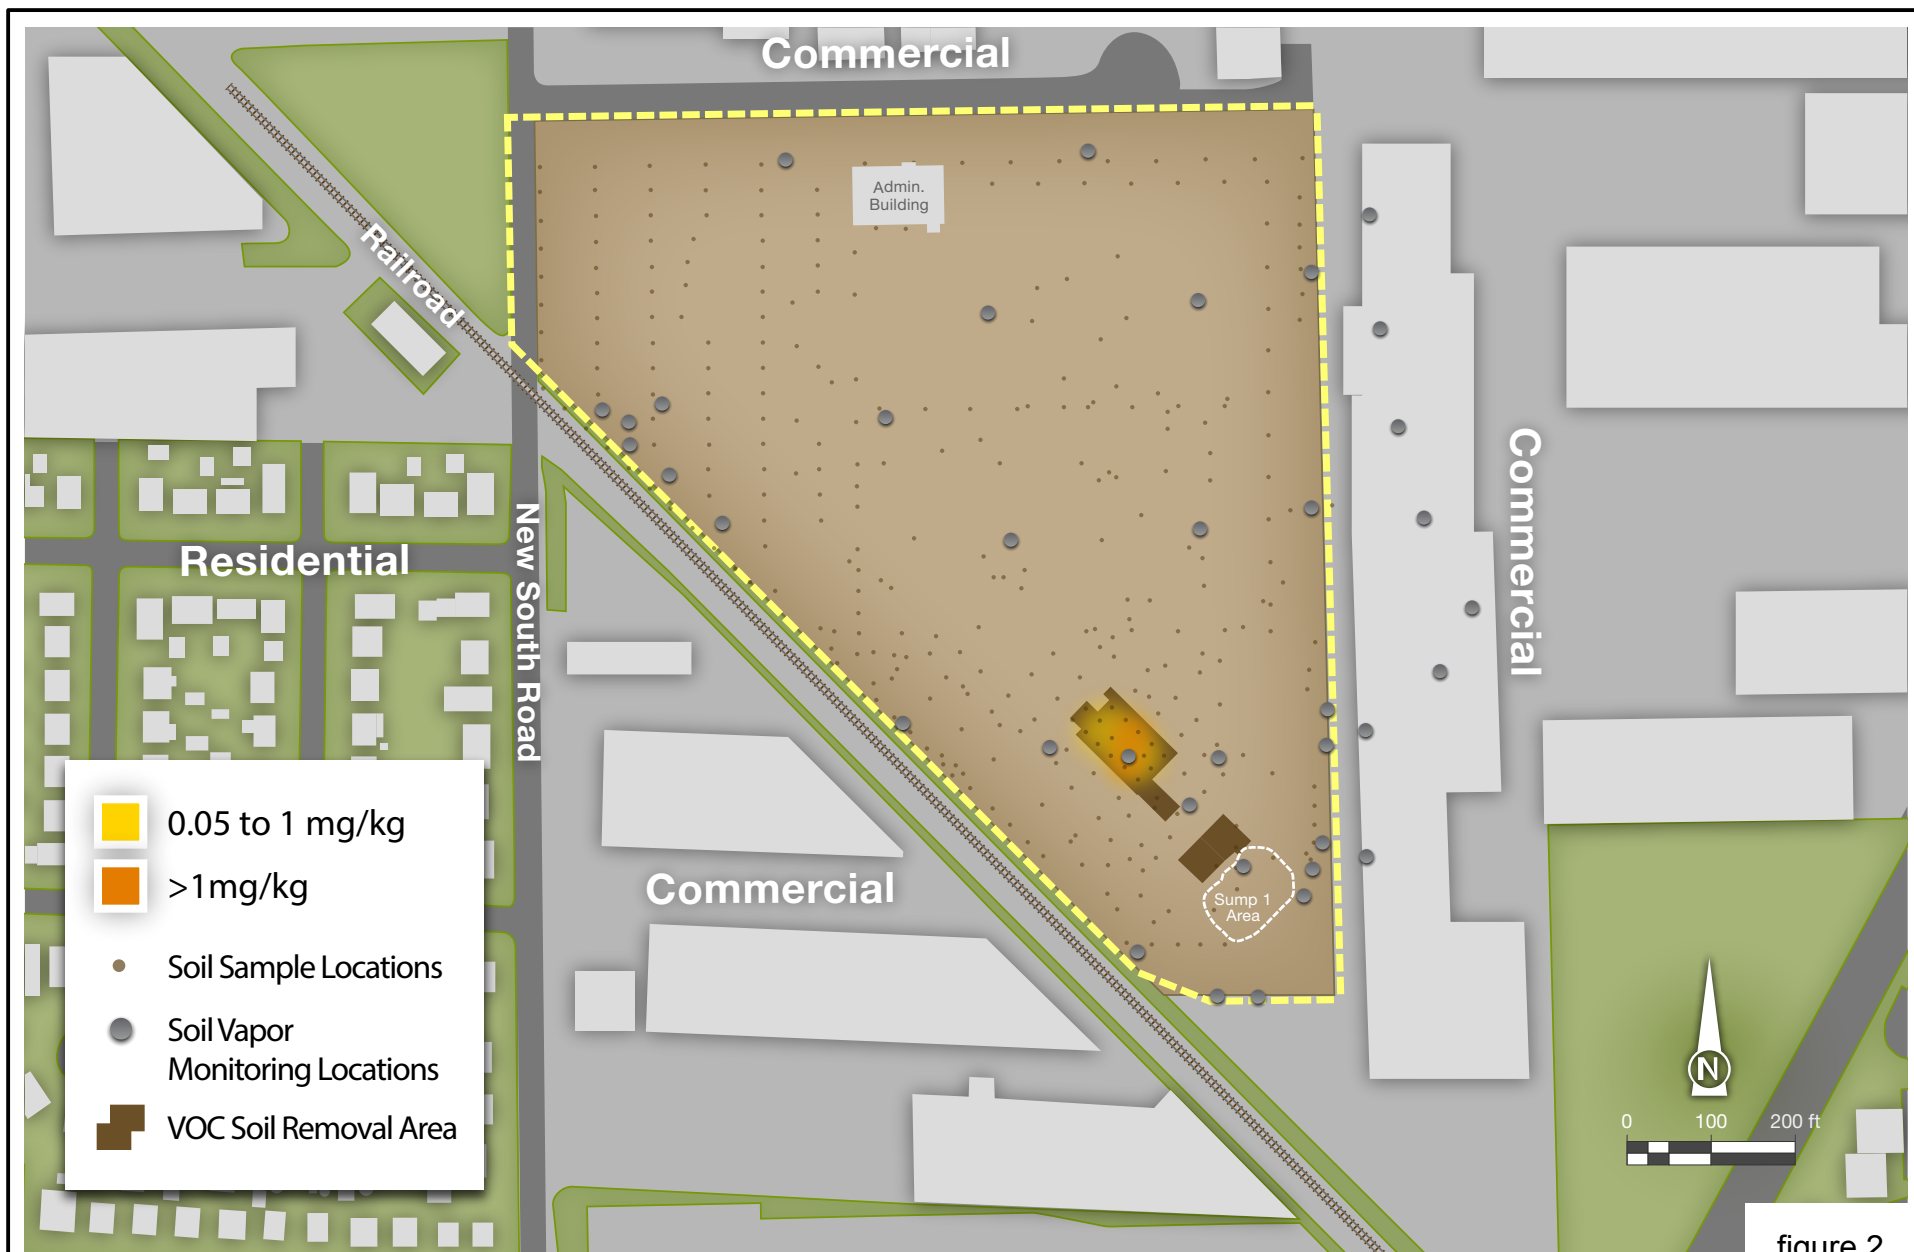 Commercial
Admin.
Building
Railroad
Commercial
New South Road
Residential
0.05 to 1 mg/kg
>1mg/kg
Commercial
Sump 1
Area
Soil Sample Locations
Soil Vapor
Monitoring Locations
VOC Soil Removal Area
N
0 100 200 ft
figure 2